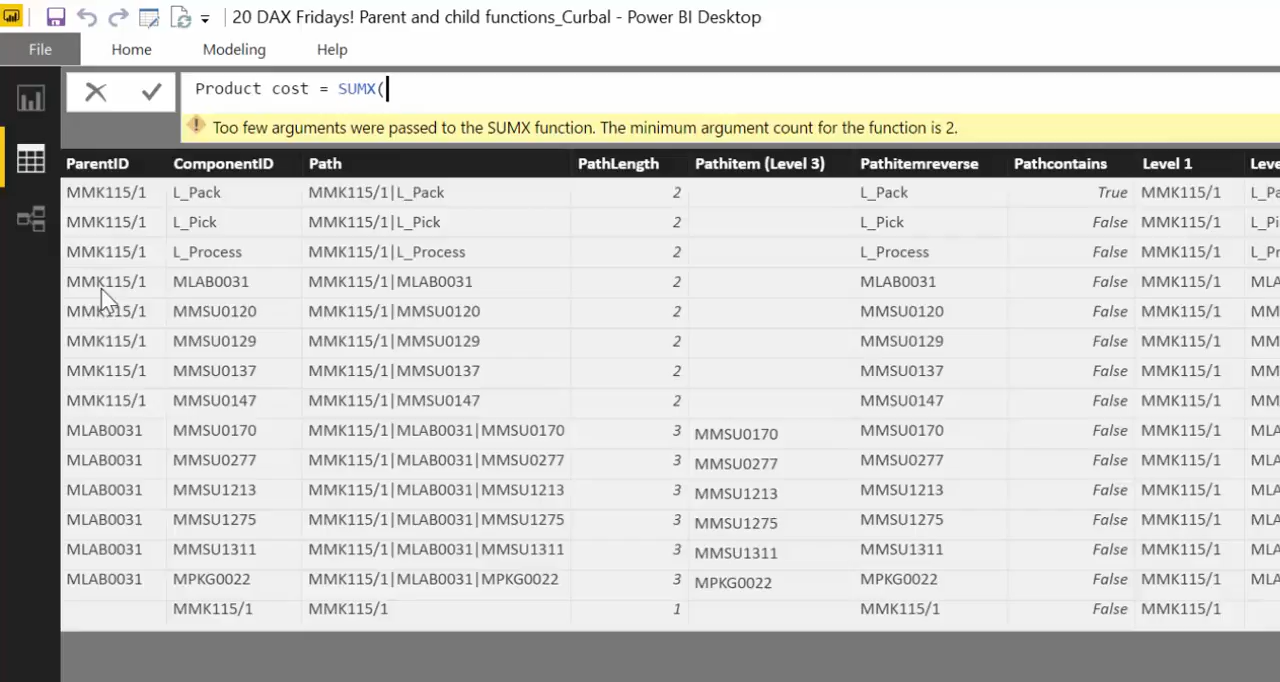 20 DAX Fridays! Parent and child functions_Curbal - Power BI Desktop
File Home Modeling Help
Product cost = SUMX(
Too few arguments were passed to the SUMX function. The minimum argument count for the function is 2.
ParentID ComponentID Path PathLength Pathitem (Level 3) Pathitemreverse Pathcontains Level 1
MMK115/1 L_Pack MMK115/1|L_Pack 2 L_Pack True MMK115/1
MMK115/1 L_Pick MMK115/1|L_Pick 2 L_Pick False MMK115/1
MMK115/1 L_Process MMK115/1|L_Process 2 L_Process False MMK115/1
MMK115/1 MLAB0031 MMK115/1|MLAB0031 2 MLAB0031 False MMK115/1
MMK115/1 MMSU0120 MMK115/1|MMSU0120 2 MMSU0120 False MMK115/1
MMK115/1 MMSU0129 MMK115/1|MMSU0129 2 MMSU0129 False MMK115/1
MMK115/1 MMSU0137 MMK115/1|MMSU0137 2 MMSU0137 False MMK115/1
MMK115/1 MMSU0147 MMK115/1|MMSU0147 2 MMSU0147 False MMK115/1
MLAB0031 MMSU0170 MMK115/1|MLAB0031|MMSU0170 3 MMSU0170 MMSU0170 False MMK115/1
MLAB0031 MMSU0277 MMK115/1|MLAB0031|MMSU0277 3 MMSU0277 MMSU0277 False MMK115/1
MLAB0031 MMSU1213 MMK115/1|MLAB0031|MMSU1213 3 MMSU1213 MMSU1213 False MMK115/1
MLAB0031 MMSU1275 MMK115/1|MLAB0031|MMSU1275 3 MMSU1275 MMSU1275 False MMK115/1
MLAB0031 MMSU1311 MMK115/1|MLAB0031|MMSU1311 3 MMSU1311 MMSU1311 False MMK115/1
MLAB0031 MPKG0022 MMK115/1|MLAB0031|MPKG0022 3 MPKG0022 MPKG0022 False MMK115/1
MMK115/1 MMK115/1 1 MMK115/1 False MMK115/1